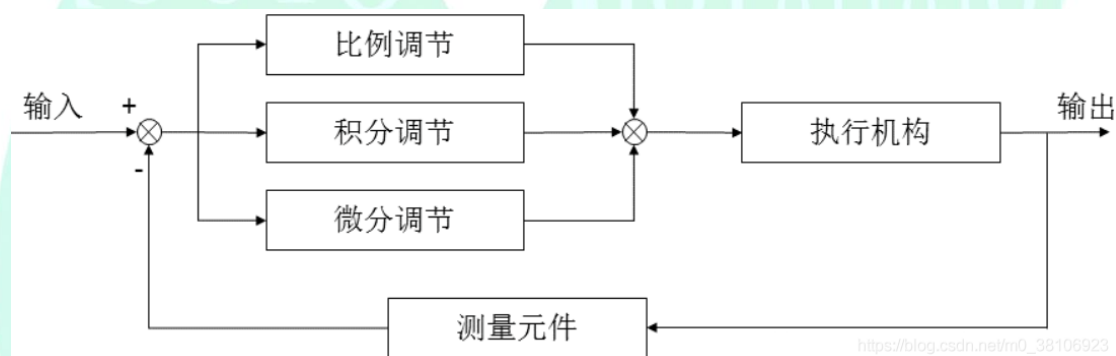 比例调节
输入
+
积分调节
执行机构
输出
-
微分调节
测量元件
https://blog.csdn.net/m0_38106923